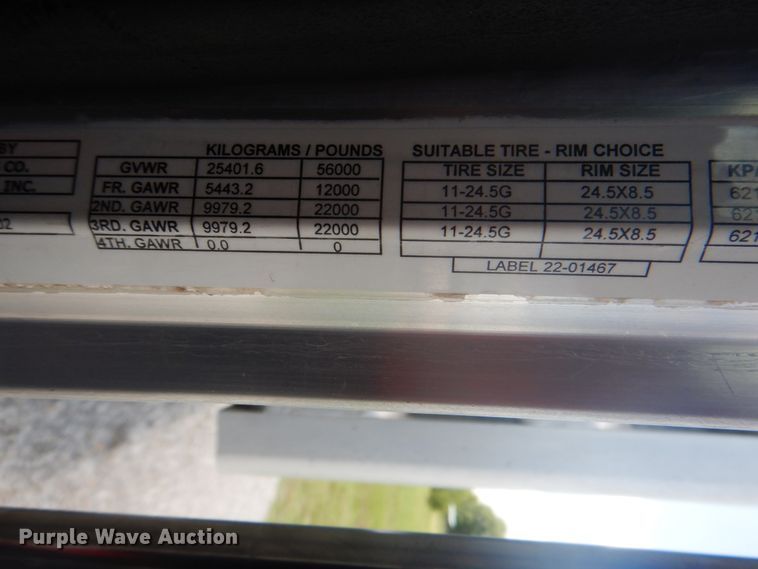 SY
KILOGRAMS / POUNDS
SUITABLE TIRE - RIM CHOICE
CO.
GVWR 25401.6 56000
TIRE SIZE RIM SIZE
INC.
FR. GAWR 5443.2 12000
11-24.5G 24.5X8.5
2ND. GAWR 9979.2 22000
11-24.5G 24.5X8.5
02
3RD. GAWR 9979.2 22000
11-24.5G 24.5X8.5
4TH. GAWR 0.0 0
LABEL 22-01467
KP
621
62
621
Purple Wave Auction